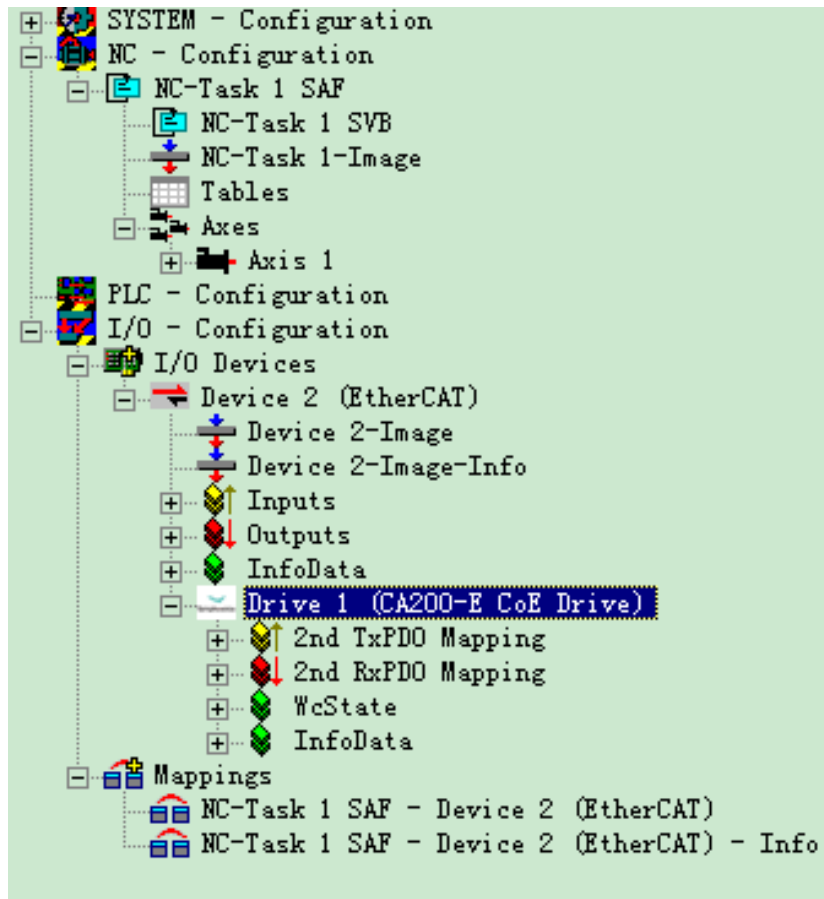 SYSTEM - Configuration
NC - Configuration
NC-Task 1 SAF
NC-Task 1 SVB
NC-Task 1-Image
Tables
Axes
Axis 1
PLC - Configuration
I/O - Configuration
I/O Devices
Device 2 (EtherCAT)
Device 2-Image
Device 2-Image-Info
Inputs
Outputs
InfoData
Drive 1 (CA200-E CoE Drive)
2nd TxPDO Mapping
2nd RxPDO Mapping
WcState
InfoData
Mappings
NC-Task 1 SAF - Device 2 (EtherCAT)
NC-Task 1 SAF - Device 2 (EtherCAT) - Info